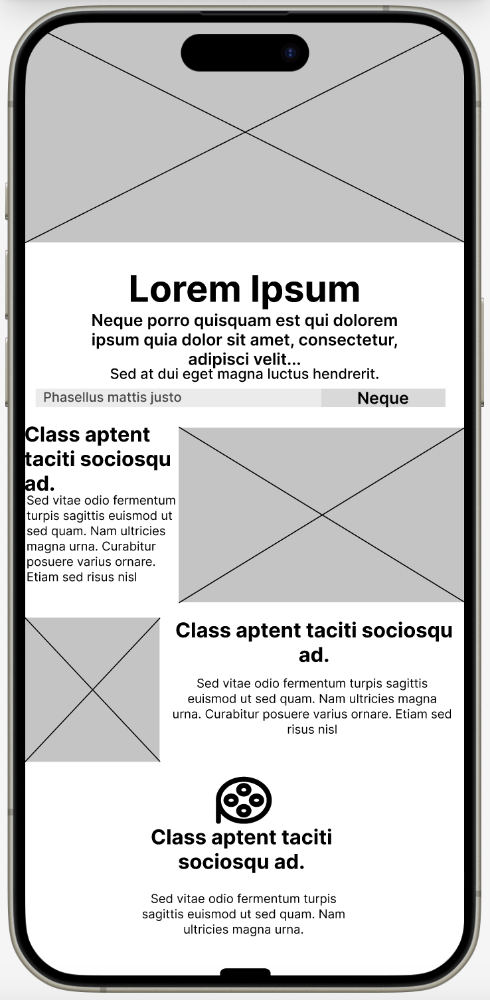 Lorem Ipsum
Neque porro quisquam est qui dolorem
ipsum quia dolor sit amet, consectetur,
adipisci velit...
Sed at dui eget magna luctus hendrerit.
Phasellus mattis justo
Neque
Class aptent
taciti sociosqu
ad.
Sed vitae odio fermentum
turpis sagittis euismod ut
sed quam. Nam ultricies
magna urna. Curabitur
posuere varius ornare.
Etiam sed risus nisl
Class aptent taciti sociosqu
ad.
Sed vitae odio fermentum turpis sagittis
euismod ut sed quam. Nam ultricies magna
urna. Curabitur posuere varius ornare. Etiam sed
risus nisl
Class aptent taciti
sociosqu ad.
Sed vitae odio fermentum turpis
sagittis euismod ut sed quam. Nam
ultricies magna urna.